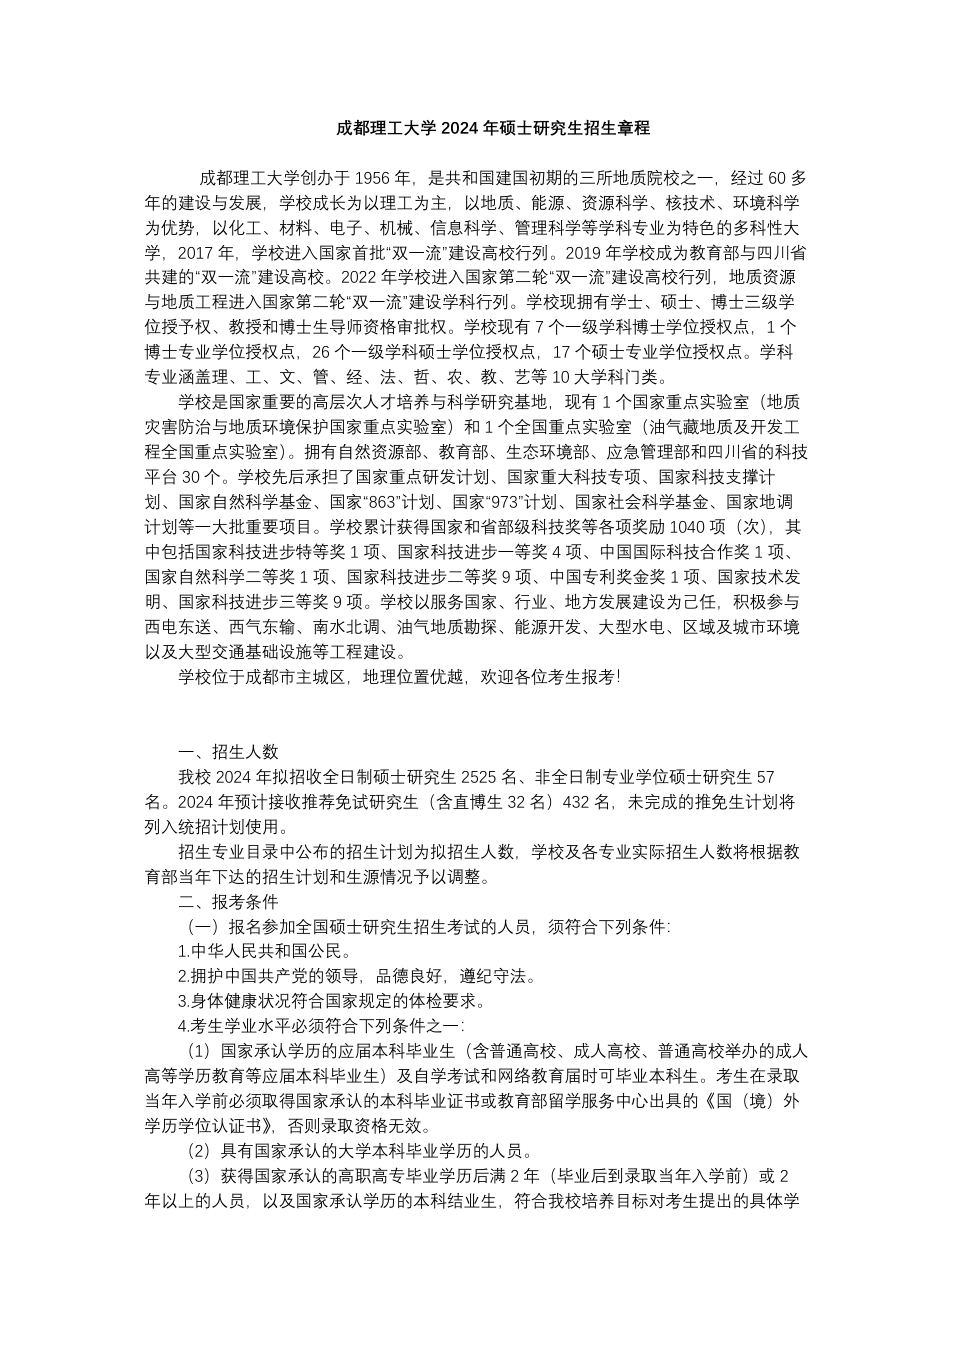 成都理工大学 2024 年硕士研究生招生章程
成都理工大学创办于 1956 年，是共和国建国初期的三所地质院校之一，经过 60 多
年的建设与发展，学校成长为以理工为主，以地质、能源、资源科学、核技术、环境科学
为优势，以化工、材料、电子、机械、信息科学、管理科学等学科专业为特色的多科性大
学，2017 年，学校进入国家首批“双一流”建设高校行列。2019 年学校成为教育部与四川省
共建的“双一流”建设高校。2022 年学校进入国家第二轮“双一流”建设高校行列，地质资源
与地质工程进入国家第二轮“双一流”建设学科行列。学校现拥有学士、硕士、博士三级学
位授予权、教授和博士生导师资格审批权。学校现有 7 个一级学科博士学位授权点，1 个
博士专业学位授权点，26 个一级学科硕士学位授权点，17 个硕士专业学位授权点。学科
专业涵盖理、工、文、管、经、法、哲、农、教、艺等 10 大学科门类。
学校是国家重要的高层次人才培养与科学研究基地，现有 1 个国家重点实验室（地质
灾害防治与地质环境保护国家重点实验室）和 1 个全国重点实验室（油气藏地质及开发工
程全国重点实验室）。拥有自然资源部、教育部、生态环境部、应急管理部和四川省的科技
平台 30 个。学校先后承担了国家重点研发计划、国家重大科技专项、国家科技支撑计
划、国家自然科学基金、国家“863”计划、国家“973”计划、国家社会科学基金、国家地调
计划等一大批重要项目。学校累计获得国家和省部级科技奖等各项奖励 1040 项（次），其
中包括国家科技进步特等奖 1 项、国家科技进步一等奖 4 项、中国国际科技合作奖 1 项、
国家自然科学二等奖 1 项、国家科技进步二等奖 9 项、中国专利奖金奖 1 项、国家技术发
明、国家科技进步三等奖 9 项。学校以服务国家、行业、地方发展建设为己任，积极参与
西电东送、西气东输、南水北调、油气地质勘探、能源开发、大型水电、区域及城市环境
以及大型交通基础设施等工程建设。
学校位于成都市主城区，地理位置优越，欢迎各位考生报考！
一、招生人数
我校 2024 年拟招收全日制硕士研究生 2525 名、非全日制专业学位硕士研究生 57
名。2024 年预计接收推荐免试研究生（含直博生 32 名）432 名，未完成的推免生计划将
列入统招计划使用。
招生专业目录中公布的招生计划为拟招生人数，学校及各专业实际招生人数将根据教
育部当年下达的招生计划和生源情况予以调整。
二、报考条件
（一）报名参加全国硕士研究生招生考试的人员，须符合下列条件：
1.中华人民共和国公民。
2.拥护中国共产党的领导，品德良好，遵纪守法。
3.身体健康状况符合国家规定的体检要求。
4.考生学业水平必须符合下列条件之一：
（1）国家承认学历的应届本科毕业生（含普通高校、成人高校、普通高校举办的成人
高等学历教育等应届本科毕业生）及自学考试和网络教育届时可毕业本科生。考生在录取
当年入学前必须取得国家承认的本科毕业证书或教育部留学服务中心出具的《国（境）外
学历学位认证书》，否则录取资格无效。
（2）具有国家承认的大学本科毕业学历的人员。
（3）获得国家承认的高职高专毕业学历后满 2 年（毕业后到录取当年入学前）或 2
年以上的人员，以及国家承认学历的本科结业生，符合我校培养目标对考生提出的具体学